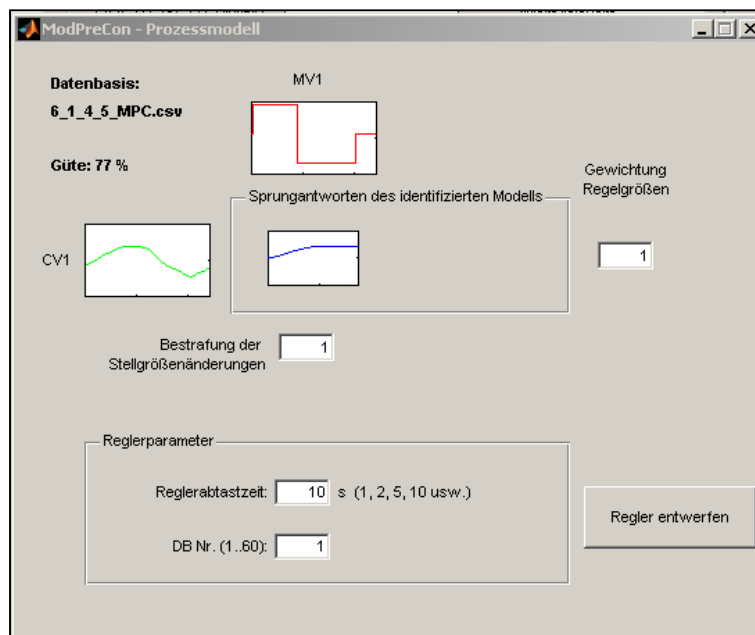 ModPreCon - Prozessmodell
Datenbasis:
6_1_4_5_MPC.csv
MV1
Güte: 77 %
Gewichtung
Regelgrößen
Sprungantworten des identifizierten Modells
CV1
1
Bestrafung der
Stellgrößenänderungen
1
Reglerparameter
Reglerabtastzeit: 10 s (1, 2, 5, 10 usw.)
DB Nr. (1..60): 1
Regler entwerfen